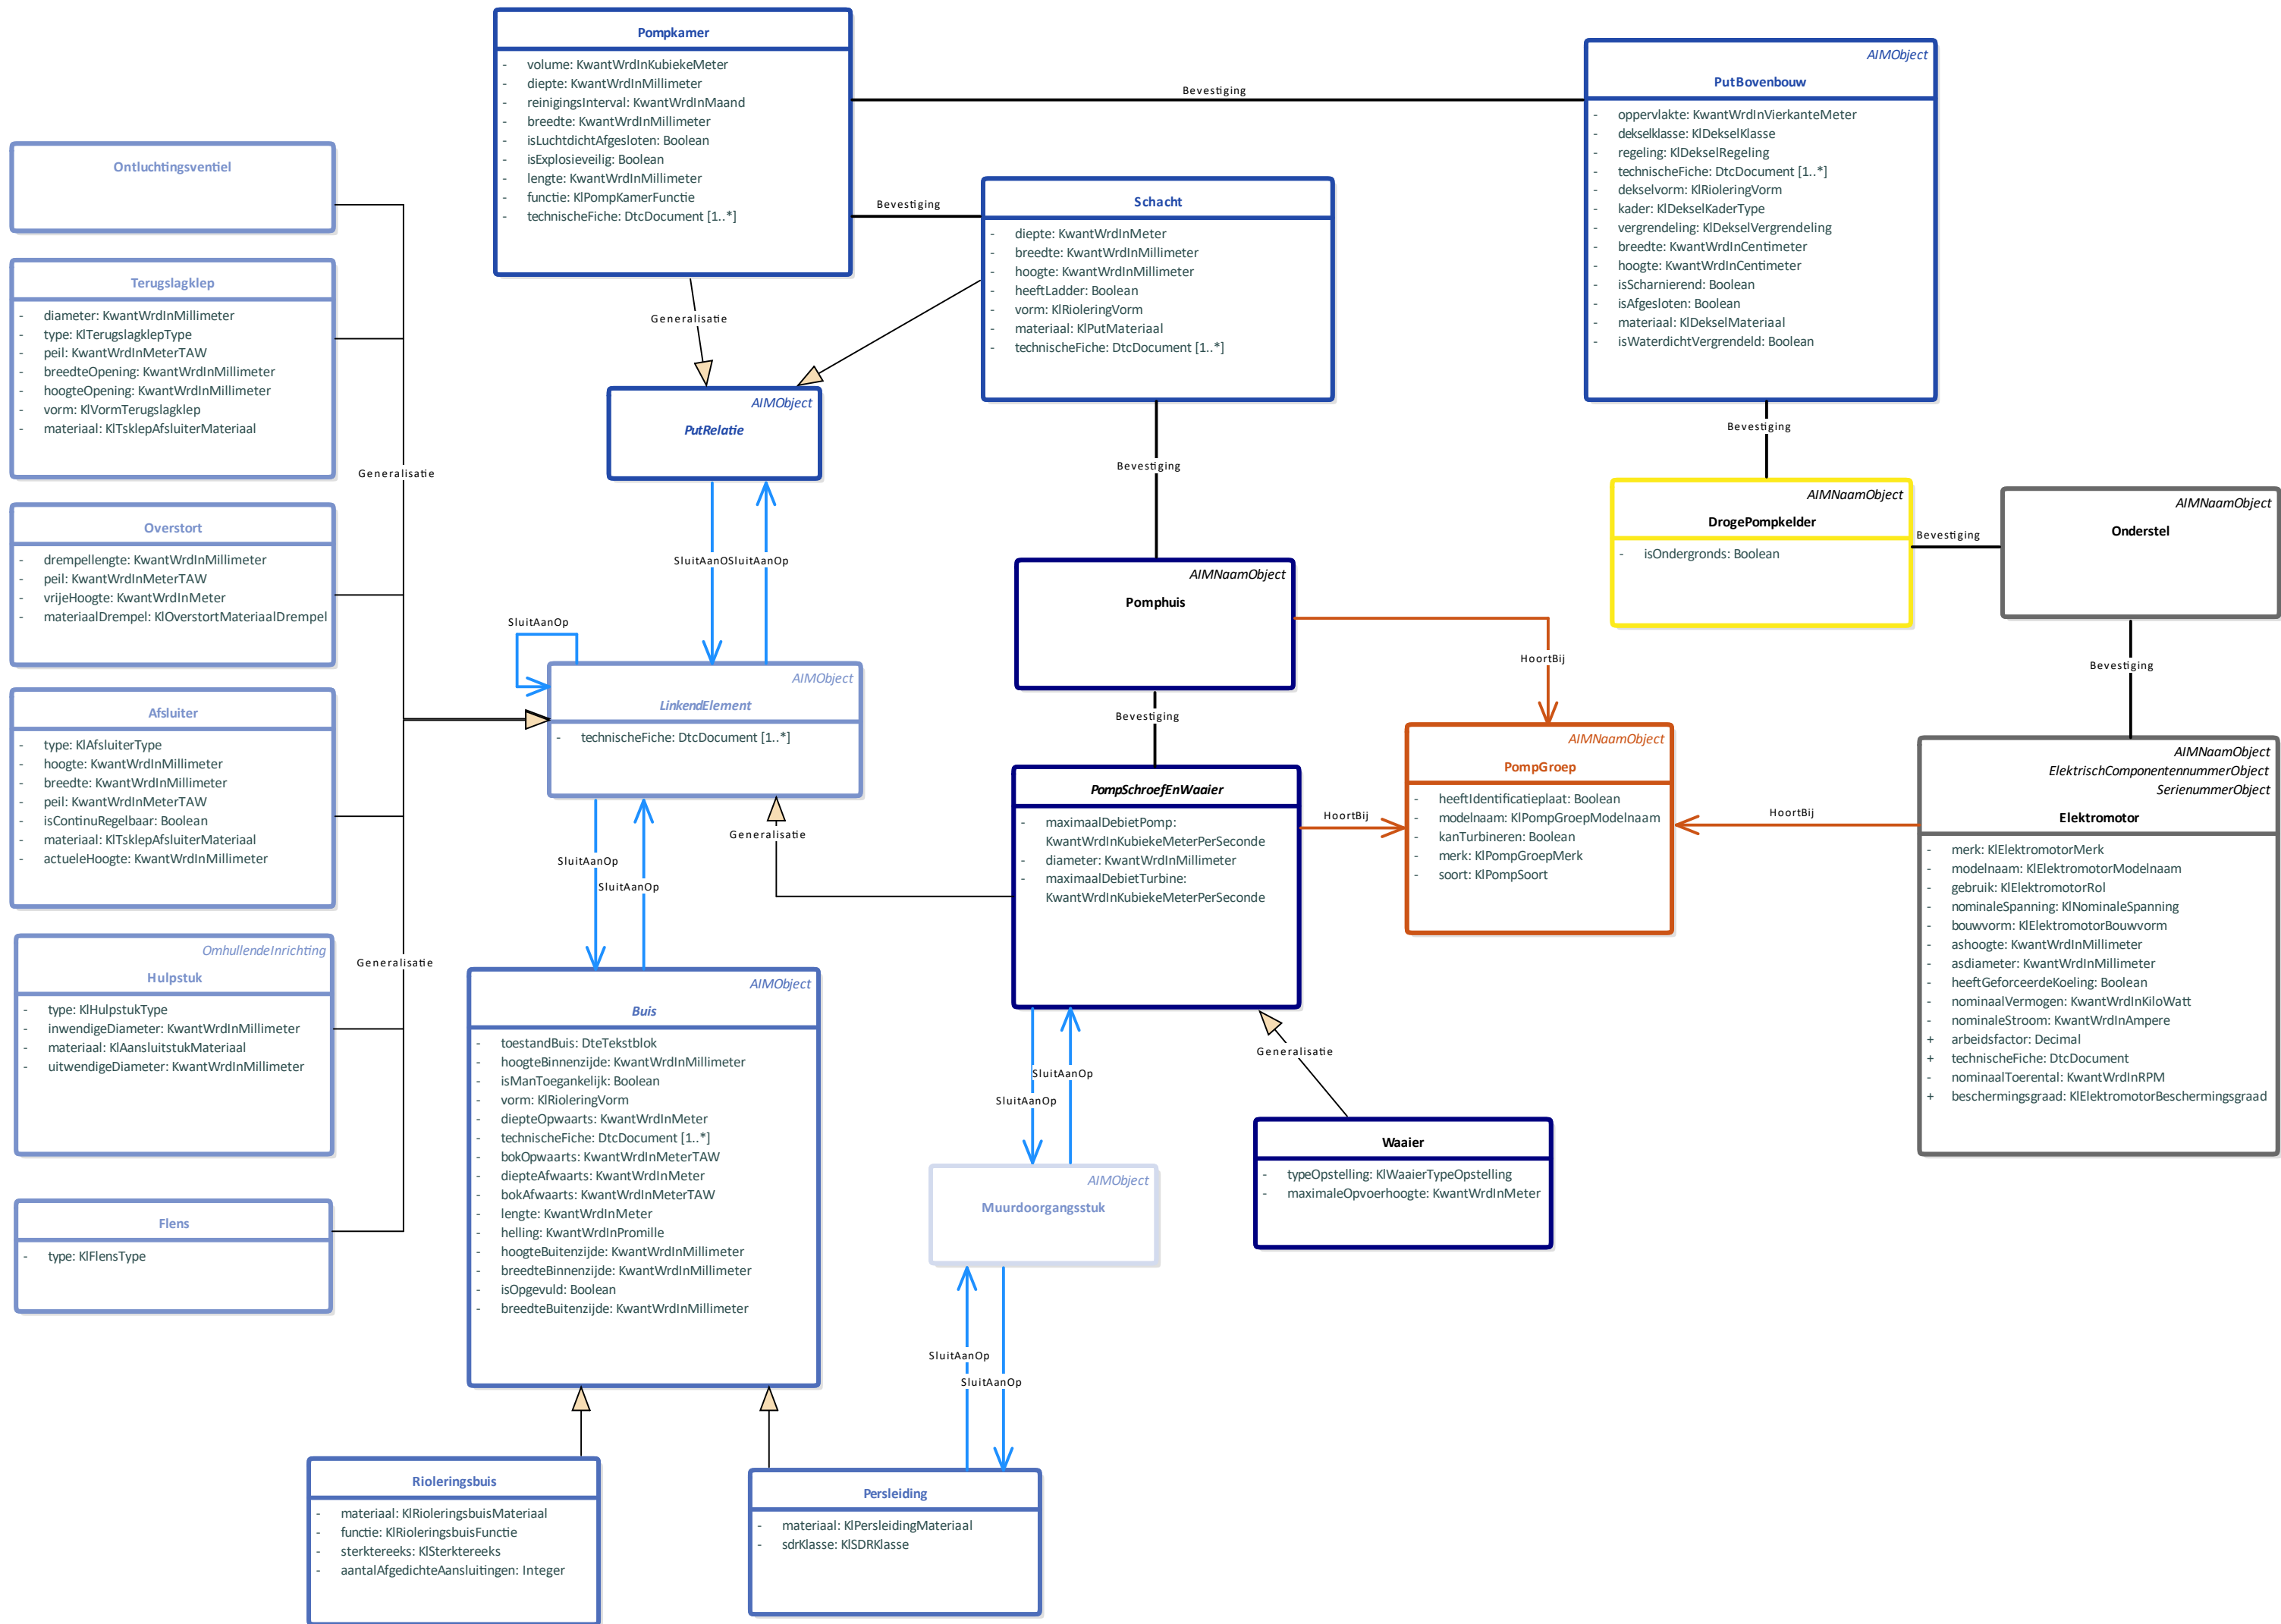 Pompkamer
- volume: KwantWrdInKubiekeMeter
- diepte: KwantWrdInMillimeter
- reinigingsInterval: KwantWrdInMaand
- breedte: KwantWrdInMillimeter
- isLuchtdichtAfgesloten: Boolean
- isExplosieveilig: Boolean
- lengte: KwantWrdInMillimeter
- functie: KlPompKamerFunctie
- technischeFiche: DtcDocument [1..*]
Bevestiging
AIMObject
PutBovenbouw
- oppervlakte: KwantWrdInVierkanteMeter
- dekselklasse: KlDekselKlasse
- regeling: KlDekselRegeling
- technischeFiche: DtcDocument [1..*]
- dekselvorm: KlRioleringVorm
- kader: KlDekselKaderType
- vergrendeling: KlDekselVergrendeling
- breedte: KwantWrdInCentimeter
- hoogte: KwantWrdInCentimeter
- isScharnierend: Boolean
- isAfgesloten: Boolean
- materiaal: KlDekselMateriaal
- isWaterdichtVergrendeld: Boolean
Bevestiging
Schacht
- diepte: KwantWrdInMeter
- breedte: KwantWrdInMillimeter
- hoogte: KwantWrdInMillimeter
- heeftLadder: Boolean
- vorm: KlRioleringVorm
- materiaal: KlPutMateriaal
- technischeFiche: DtcDocument [1..*]
Ontluchtingsventiel
Terugslagklep
- diameter: KwantWrdInMillimeter
- type: KlTerugslagklepType
- peil: KwantWrdInMeterTAW
- breedteOpening: KwantWrdInMillimeter
- hoogteOpening: KwantWrdInMillimeter
- vorm: KlVormTerugslagklep
- materiaal: KlTsklepAfsluiterMateriaal
Generalisatie
Generalisatie
AIMObject
PutRelatie
Bevestiging
Bevestiging
Overstort
- drempellengte: KwantWrdInMillimeter
- peil: KwantWrdInMeterTAW
- vrijeHoogte: KwantWrdInMeter
- materiaalDrempel: KlOverstortMateriaalDrempel
SluitAanOSluitAanOp
SluitAanOp
AIMNaamObject
DrogePompkelder
- isOndergronds: Boolean
Bevestiging
AIMNaamObject
Onderstel
AIMNaamObject
Pomphuis
HoortBij
Bevestiging
Bevestiging
Afsluiter
- type: KlAfsluiterType
- hoogte: KwantWrdInMillimeter
- breedte: KwantWrdInMillimeter
- peil: KwantWrdInMeterTAW
- isContinuRegelbaar: Boolean
- materiaal: KlTsklepAfsluiterMateriaal
- actueleHoogte: KwantWrdInMillimeter
AIMObject
LinkendElement
- technischeFiche: DtcDocument [1..*]
Generalisatie
SluitAanOp
SluitAanOp
PompSchroefEnWaaier
- maximaalDebietPomp:
KwantWrdInKubiekeMeterPerSeconde
- diameter: KwantWrdInMillimeter
- maximaalDebietTurbine:
KwantWrdInKubiekeMeterPerSeconde
HoortBij
AIMNaamObject
PompGroep
- heeftIdentificatieplaat: Boolean
- modelnaam: KlPompGroepModelnaam
- kanTurbineren: Boolean
- merk: KlPompGroepMerk
- soort: KlPompSoort
HoortBij
AIMNaamObject
ElektrischComponentennummerObject
SerienummerObject
Elektromotor
- merk: KlElektromotorMerk
- modelnaam: KlElektromotorModelnaam
- gebruik: KlElektromotorRol
- nominaleSpanning: KlNominaleSpanning
- bouwvorm: KlElektromotorBouwvorm
- ashoogte: KwantWrdInMillimeter
- asdiameter: KwantWrdInMillimeter
- heeftGeforceerdeKoeling: Boolean
- nominaalVermogen: KwantWrdInKiloWatt
- nominaleStroom: KwantWrdInAmpere
+ arbeidsfactor: Decimal
+ technischeFiche: DtcDocument
- nominaalToerental: KwantWrdInRPM
+ beschermingsgraad: KlElektromotorBeschermingsgraad
Generalisatie
OmhullendeInrichting
Hulpstuk
- type: KlHulpstukType
- inwendigeDiameter: KwantWrdInMillimeter
- materiaal: KlAansluitstukMateriaal
- uitwendigeDiameter: KwantWrdInMillimeter
AIMObject
Buis
- toestandBuis: DteTekstblok
- hoogteBinnenzijde: KwantWrdInMillimeter
- isManToegankelijk: Boolean
- vorm: KlRioleringVorm
- diepteOpwaarts: KwantWrdInMeter
- technischeFiche: DtcDocument [1..*]
- bokOpwaarts: KwantWrdInMeterTAW
- diepteAfwaarts: KwantWrdInMeter
- bokAfwaarts: KwantWrdInMeterTAW
- lengte: KwantWrdInMeter
- helling: KwantWrdInPromille
- hoogteBuitenzijde: KwantWrdInMillimeter
- breedteBinnenzijde: KwantWrdInMillimeter
- isOpgevuld: Boolean
- breedteBuitenzijde: KwantWrdInMillimeter
Generalisatie
SluitAanOp
SluitAanOp
Waaier
- typeOpstelling: KlWaaierTypeOpstelling
- maximaleOpvoerhoogte: KwantWrdInMeter
AIMObject
Muurdoorgangsstuk
Flens
- type: KlFlensType
SluitAanOp
SluitAanOp
Rioleringsbuis
- materiaal: KlRioleringsbuisMateriaal
- functie: KlRioleringsbuisFunctie
- sterktereeks: KlSterktereeks
- aantalAfgedichteAansluitingen: Integer
Persleiding
- materiaal: KlPersleidingMateriaal
- sdrKlasse: KlSDRKlasse